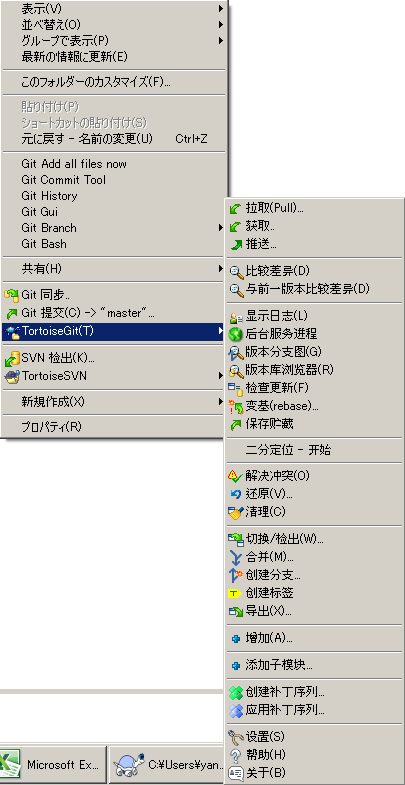 表示(V)
並べ替え(O)
グループで表示(P)
最新の情報に更新(E)
このフォルダーのカスタマイズ(F)...
貼り付け(P)
ショートカットの貼り付け(S)
元に戻す - 名前の変更(U) Ctrl+Z
Git Add all files now
Git Commit Tool
Git History
Git Gui
Git Branch
Git Bash
共有(H)
Git 同步..
Git 提交(C) -> "master"...
TortoiseGit(T)
SVN 检出(K)...
TortoiseSVN
新規作成(X)
プロパティ(R)
拉取(Pull)...
获取..
推送...
比较差异(D)
与前一版本比较差异(D)
显示日志(L)
后台服务进程
版本分支图(G)
版本库浏览器(R)
检查更新(F)
变基(rebase)...
保存贮藏
二分定位 - 开始
解决冲突(O)
还原(V)...
清理(C)
切换/检出(W)...
合并(M)...
创建分支...
创建标签
导出(X)...
增加(A)...
添加子模块...
创建补丁序列...
应用补丁序列...
设置(S)
帮助(H)
关于(B)
Microsoft Ex...
C:¥Users¥yan...